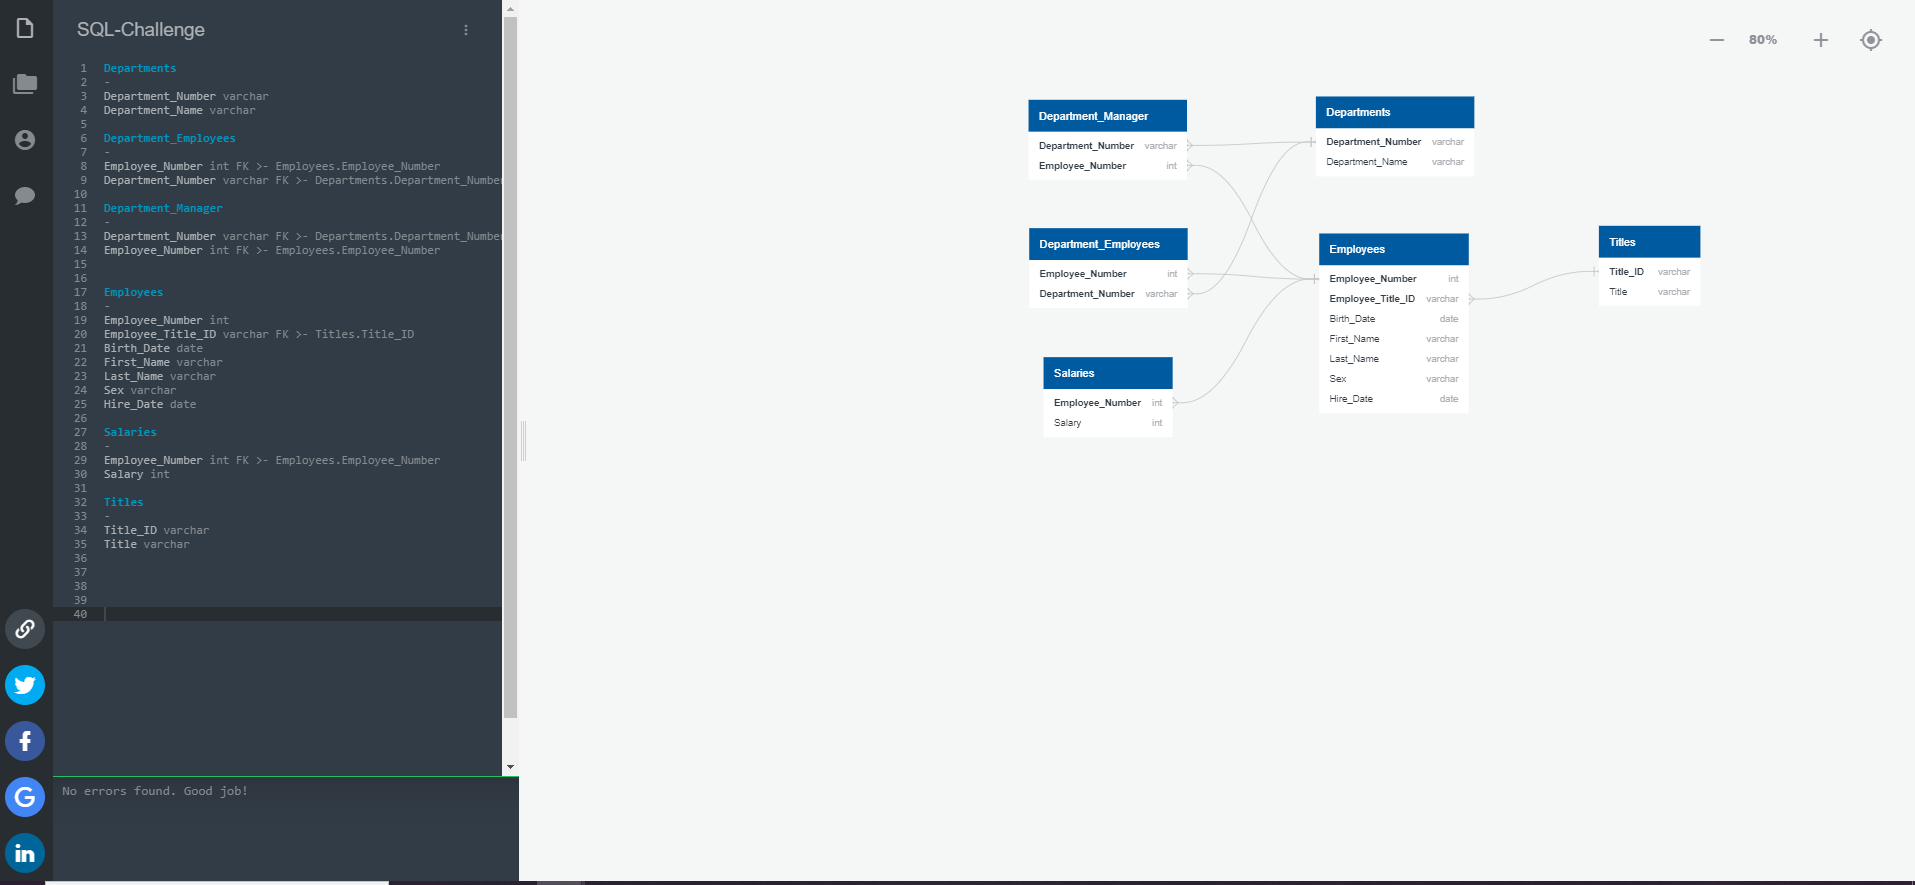 SQL-Challenge
1 Departments
2 -
3 Department_Number varchar
4 Department_Name varchar
5
6 Department_Employees
7 -
8 Employee_Number int FK >- Employees.Employee_Number
9 Department_Number varchar FK >- Departments.Department_Number
10
11 Department_Manager
12 -
13 Department_Number varchar FK >- Departments.Department_Number
14 Employee_Number int FK >- Employees.Employee_Number
15
16
17 Employees
18 -
19 Employee_Number int
20 Employee_Title_ID varchar FK >- Titles.Title_ID
21 Birth_Date date
22 First_Name varchar
23 Last_Name varchar
24 Sex varchar
25 Hire_Date date
26
27 Salaries
28 -
29 Employee_Number int FK >- Employees.Employee_Number
30 Salary int
31
32 Titles
33 -
34 Title_ID varchar
35 Title varchar
36
37
38
39
40
No errors found. Good job!
80%
Department_Manager
Department_Number varchar
Employee_Number int
Departments
Department_Number varchar
Department_Name varchar
Department_Employees
Employee_Number int
Department_Number varchar
Employees
Employee_Number int
Employee_Title_ID varchar
Birth_Date date
First_Name varchar
Last_Name varchar
Sex varchar
Hire_Date date
Titles
Title_ID varchar
Title varchar
Salaries
Employee_Number int
Salary int
f
G
in